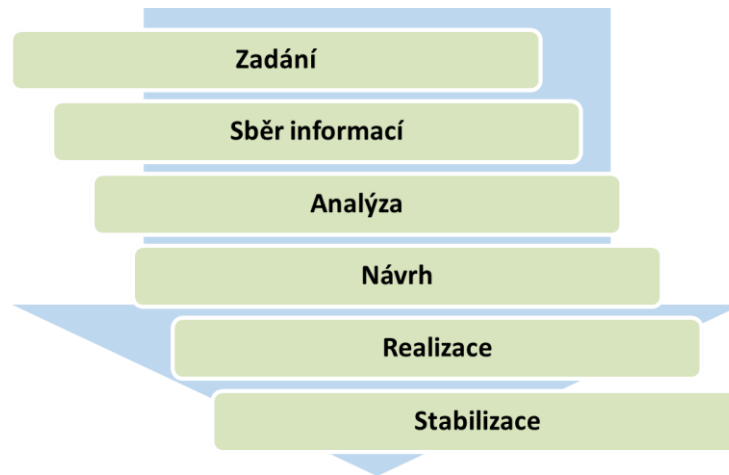 Zadání
Sběr informací
Analýza
Návrh
Realizace
Stabilizace